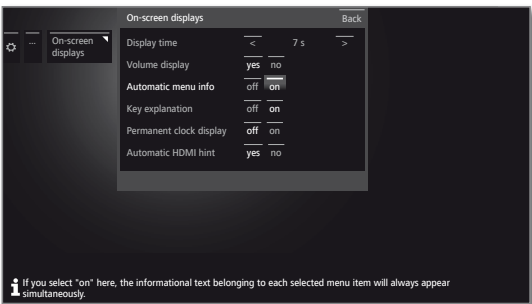 On-screen displays Back
... On-screen displays
Display time < 7 s >
Volume display yes no
Automatic menu info off on
Key explanation off on
Permanent clock display off on
Automatic HDMI hint yes no
If you select "on" here, the informational text belonging to each selected menu item will always appear
simultaneously.